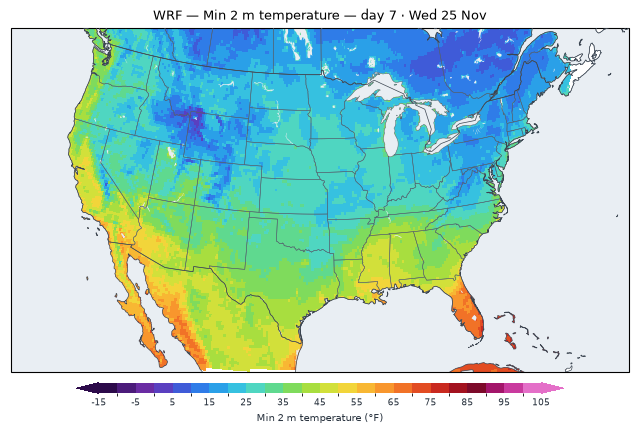 WRF — Min 2 m temperature — day 7 · Wed 25 Nov
-15 -5 5 15 25 35 45 55 65 75 85 95 105
Min 2 m temperature (°F)